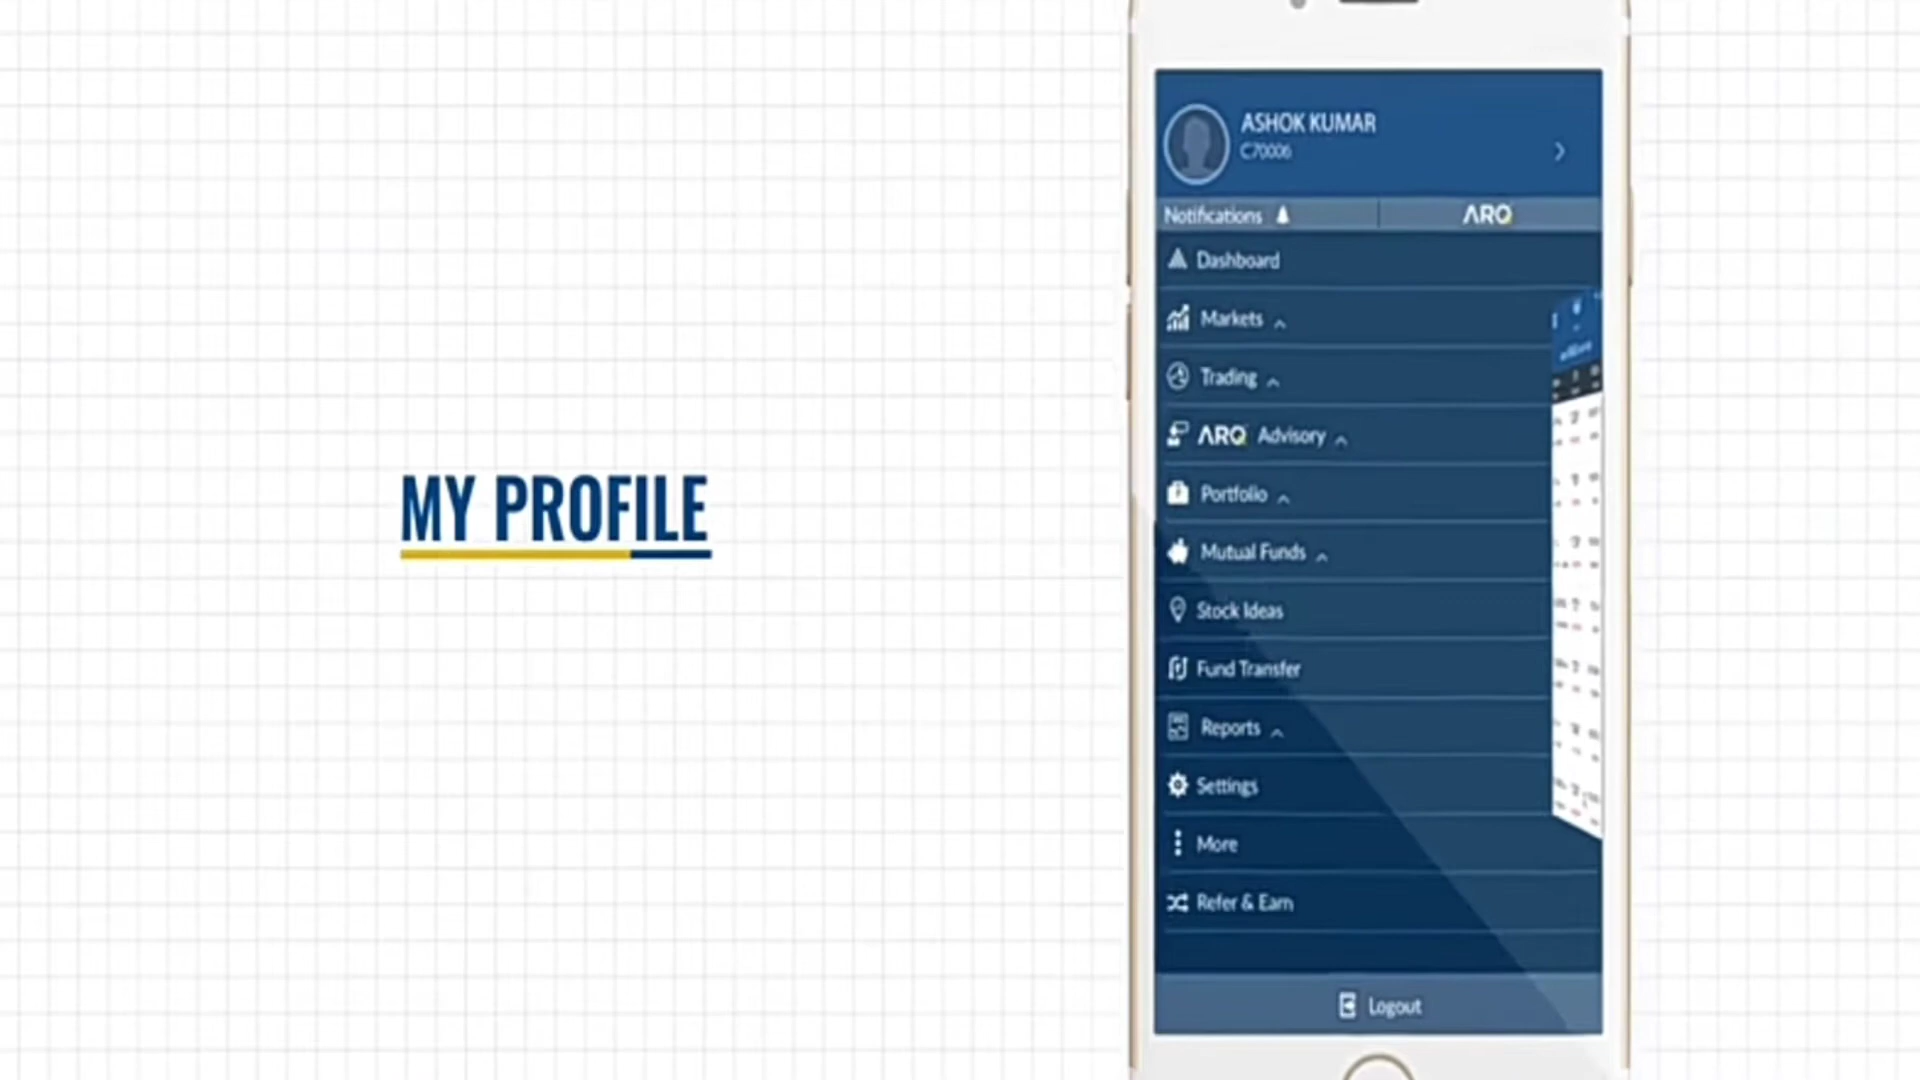 MY PROFILE
ASHOK KUMAR
C70006
Notifications ARQ
Dashboard
Markets
Trading
ARQ Advisory
Portfolio
Mutual Funds
Stock Ideas
Fund Transfer
Reports
Settings
More
Refer & Earn
Logout